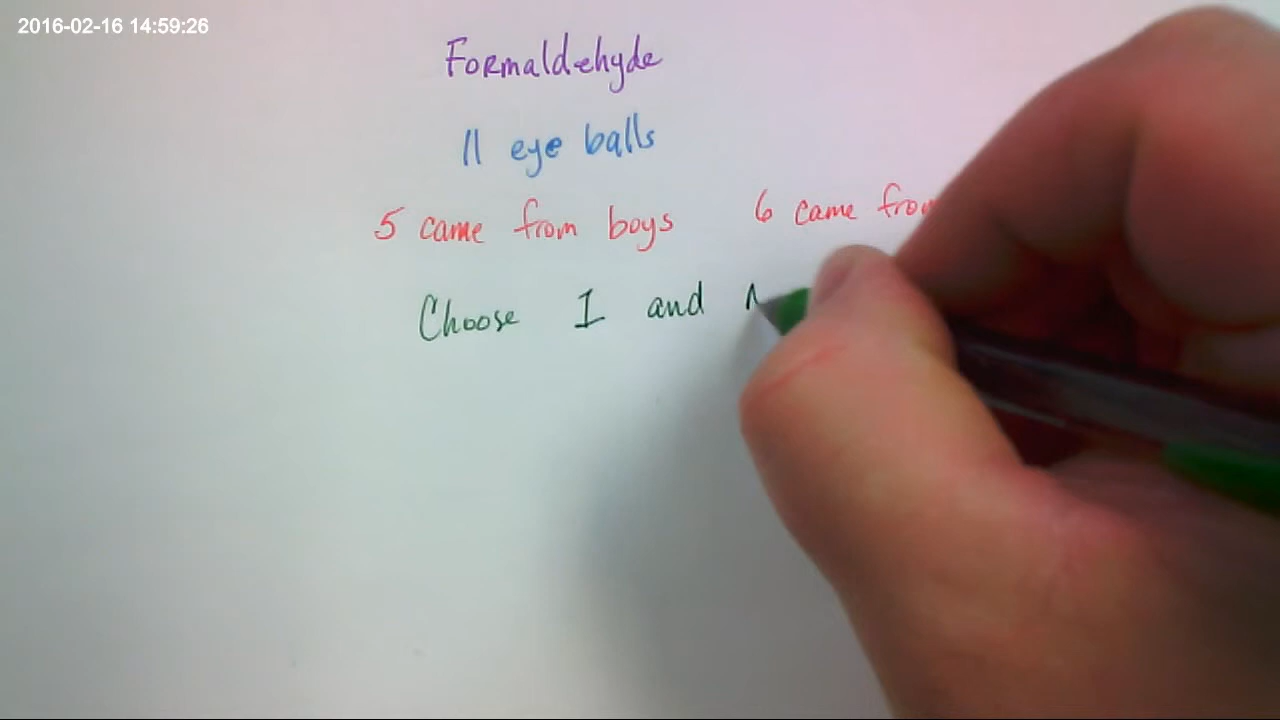 2016-02-16 14:59:26
Formaldehyde
11 eye balls
5 came from boys 6 came from
Choose 1 and